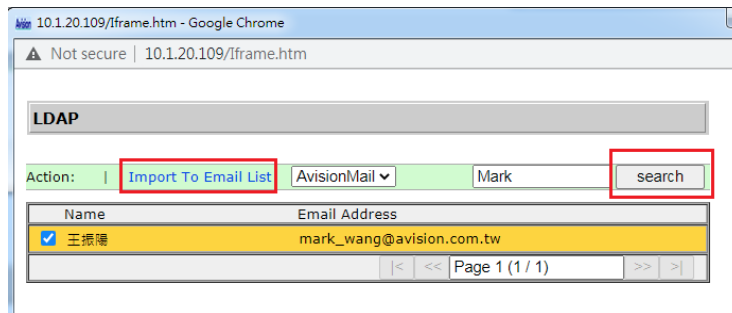 10.1.20.109/Iframe.htm - Google Chrome
Not secure | 10.1.20.109/Iframe.htm
LDAP
Action: | Import To Email List AvisionMail Mark search
Name Email Address
王振陽 mark_wang@avision.com.tw
|< << Page 1 (1 / 1) >> >|